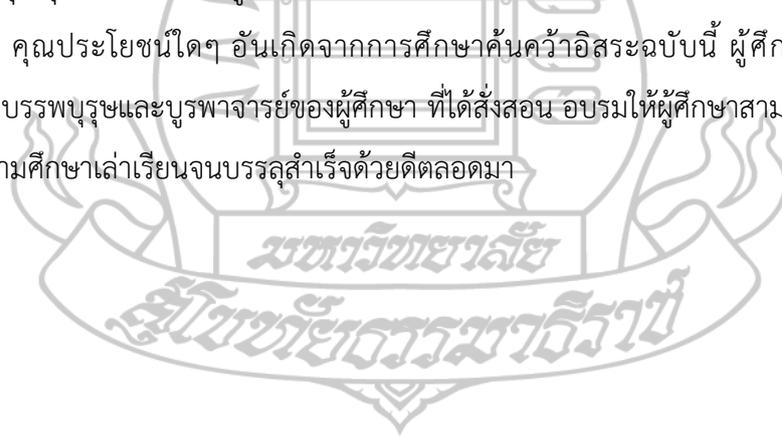 คุณประโยชน์ใดๆ อันเกิดจากการศึกษาค้นคว้าอิสระฉบับนี้ ผู้ศึก
บรรพบุรุษและบูรพาจารย์ของผู้ศึกษา ที่ได้สั่งสอน อบรมให้ผู้ศึกษาสาม
ามศึกษาเล่าเรียนจนบรรลุสำเร็จด้วยดีตลอดมา
มหาวิทยาลัย
สุโขทัยธรรมาธิราช